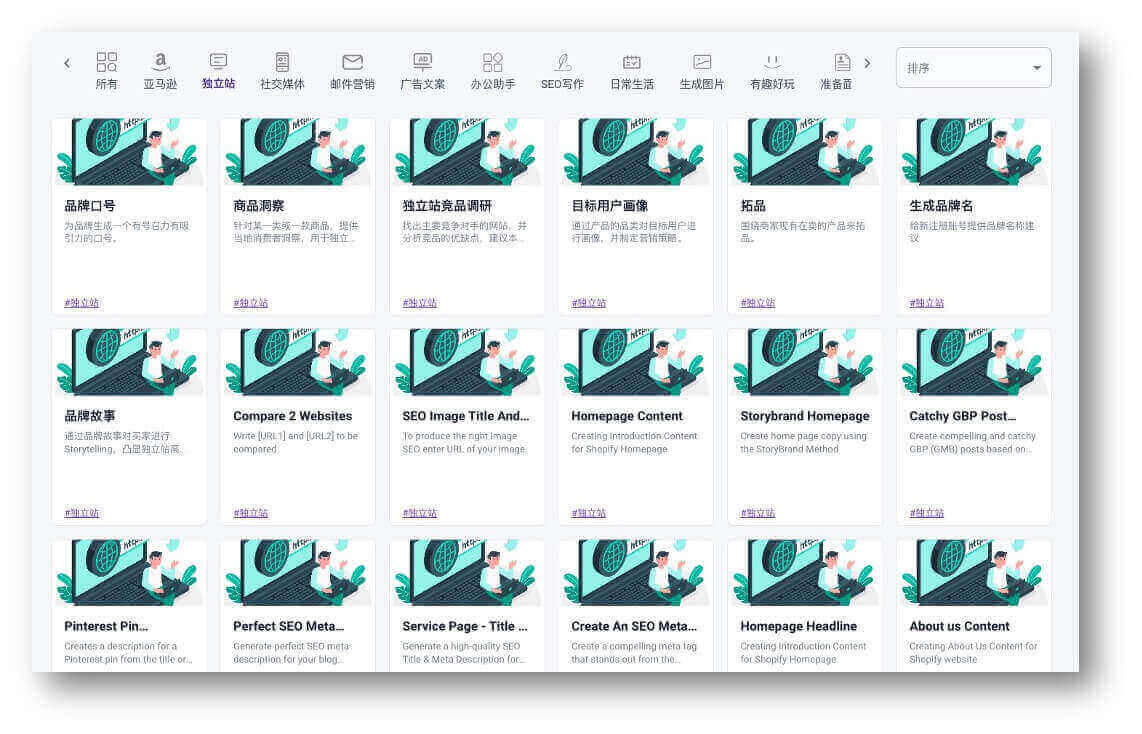 所有
亚马逊
独立站
社交媒体
邮件营销
广告文案
办公助手
SEO写作
日常生活
生成图片
有趣好玩
准备面
排序
品牌口号
为品牌生成一个有号召力有吸
引力的口号。
#独立站
商品洞察
针对某一类或一款商品，提供
当地消费者洞察，用于独立...
#独立站
独立站竞品调研
找出主要竞争对手的网站，并
分析竞品的优缺点，建议本...
#独立站
目标用户画像
通过产品的品类对目标用户进
行画像，并制定营销策略。
#独立站
拓品
围绕商家现有在卖的产品来拓
品。
#独立站
生成品牌名
给新注册账号提供品牌名称建
议
#独立站
品牌故事
通过品牌故事对买家进行
Storytelling，凸显独立站高...
#独立站
Compare 2 Websites
Write [URL1] and [URL2] to be
compared
#独立站
SEO Image Title And...
To produce the right Image
SEO enter URL of your image
#独立站
Homepage Content
Creating Introduction Content
for Shopify Homepage
#独立站
Storybrand Homepage
Create home page copy using
the StoryBrand Method
#独立站
Catchy GBP Post...
Create compelling and catchy
GBP (GMB) posts based on...
#独立站
Pinterest Pin...
Creates a description for a
Pinterest pin from the title or...
Perfect SEO Meta...
Generate perfect SEO meta
description for your blog...
Service Page - Title ...
Generate a high-quality SEO
Title & Meta Description for...
Create An SEO Meta...
Create a compelling meta tag
that stands out from the...
Homepage Headline
Creating Introduction Content
for Shopify Homepage
About us Content
Creating About Us Content for
Shopify website